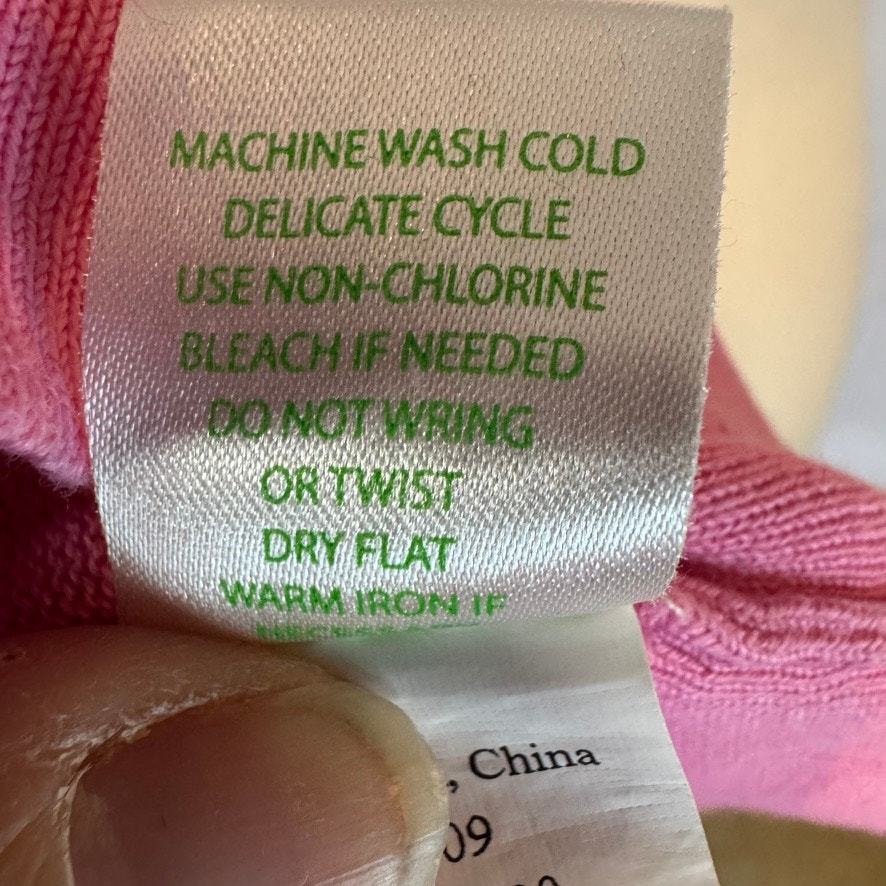 MACHINE WASH COLD
DELICATE CYCLE
USE NON-CHLORINE
BLEACH IF NEEDED
DO NOT WRING
OR TWIST
DRY FLAT
WARM IRON IF
, China
09